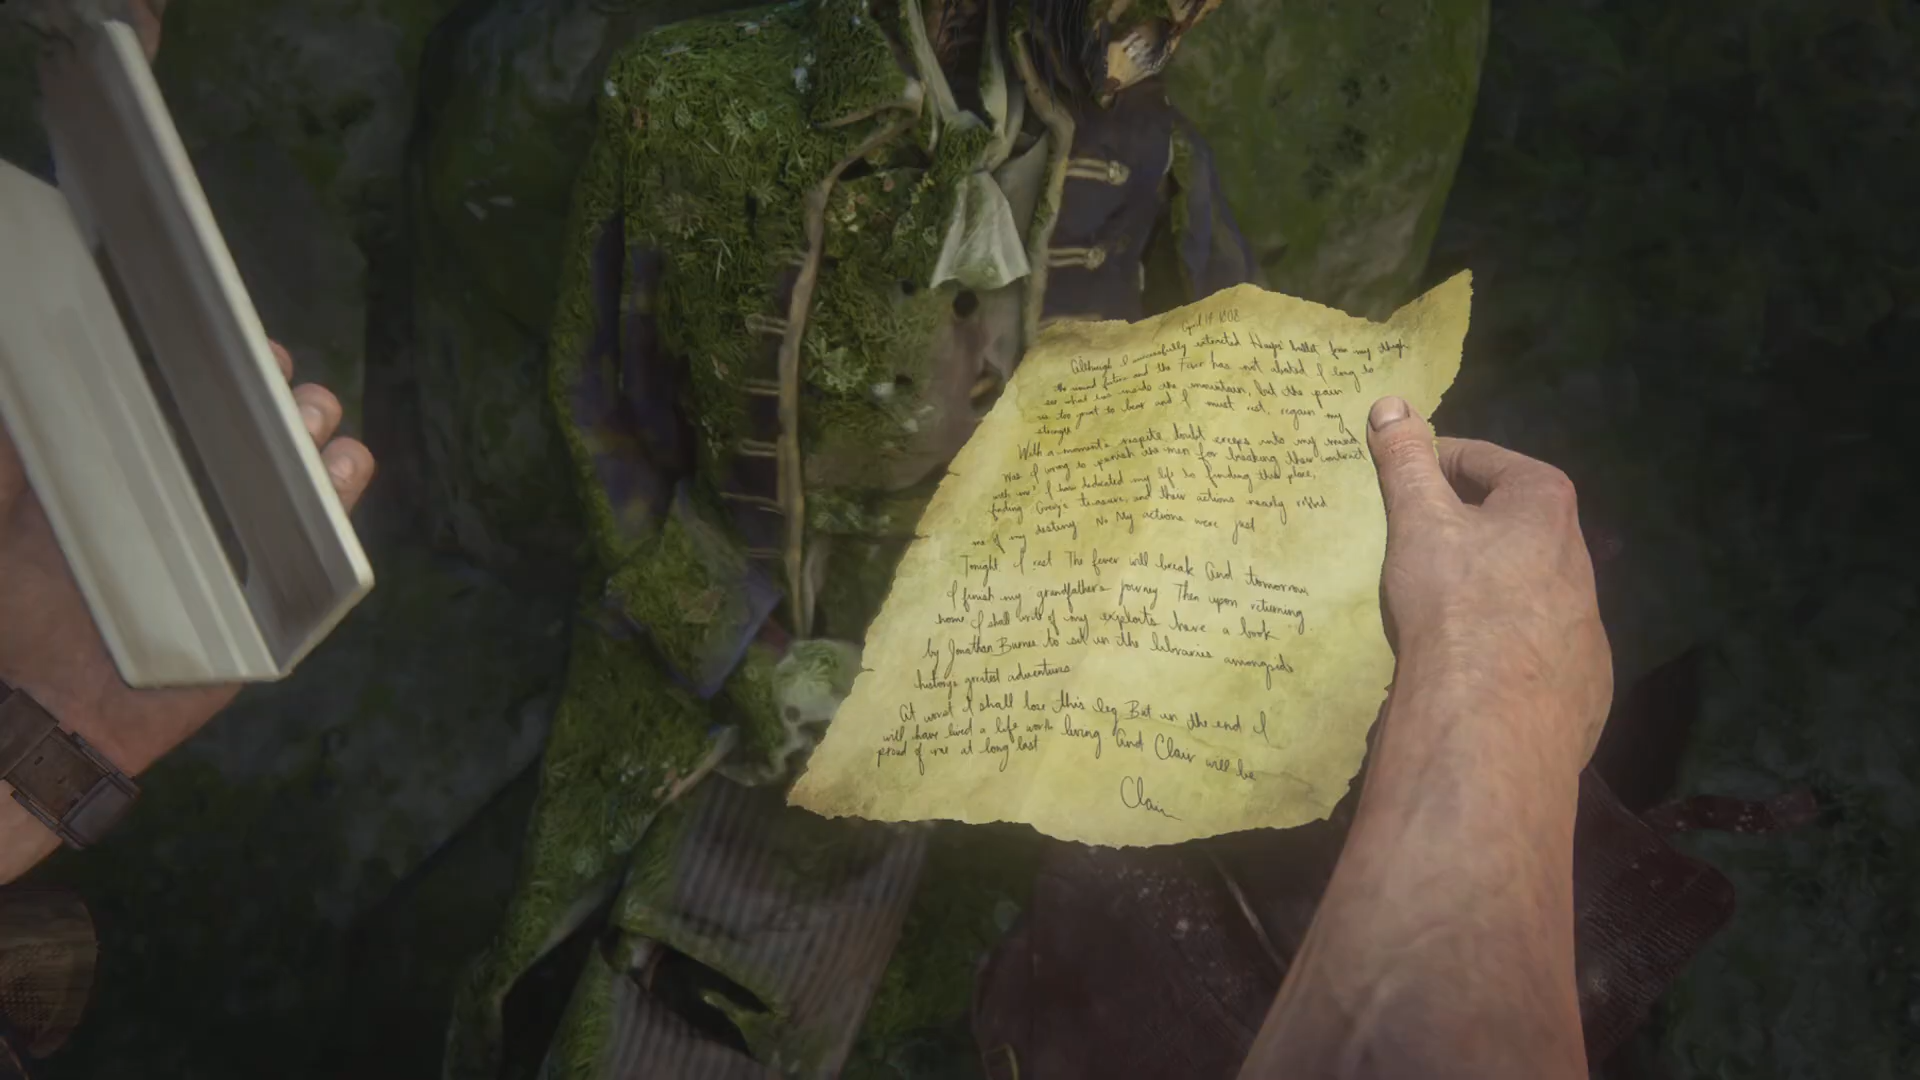 April 19 1808
Although I successfully extracted Hayes' bullet from my thigh
the wound festers and the Fever has not abated I long to
see what lies inside the mountain, but the pain
is too great to bear and I must rest, regain my
strength
With a moment's respite doubt creeps into my mind
Was I wrong to punish the men for breaking their contract
with me? I have dedicated my life to finding this place,
finding Avery's treasure, and their actions nearly robbed
me of my destiny No My actions were just
Tonight I rest The fever will break And tomorrow
I finish my grandfather's journey Then upon returning
home I shall write of my exploits have a book
by Jonathan Burnes to sit in the libraries amongside
history's greatest adventures
At worst I shall lose this leg But in the end I
will have lived a life worth living And Clair will be
proud of me at long last
Clair